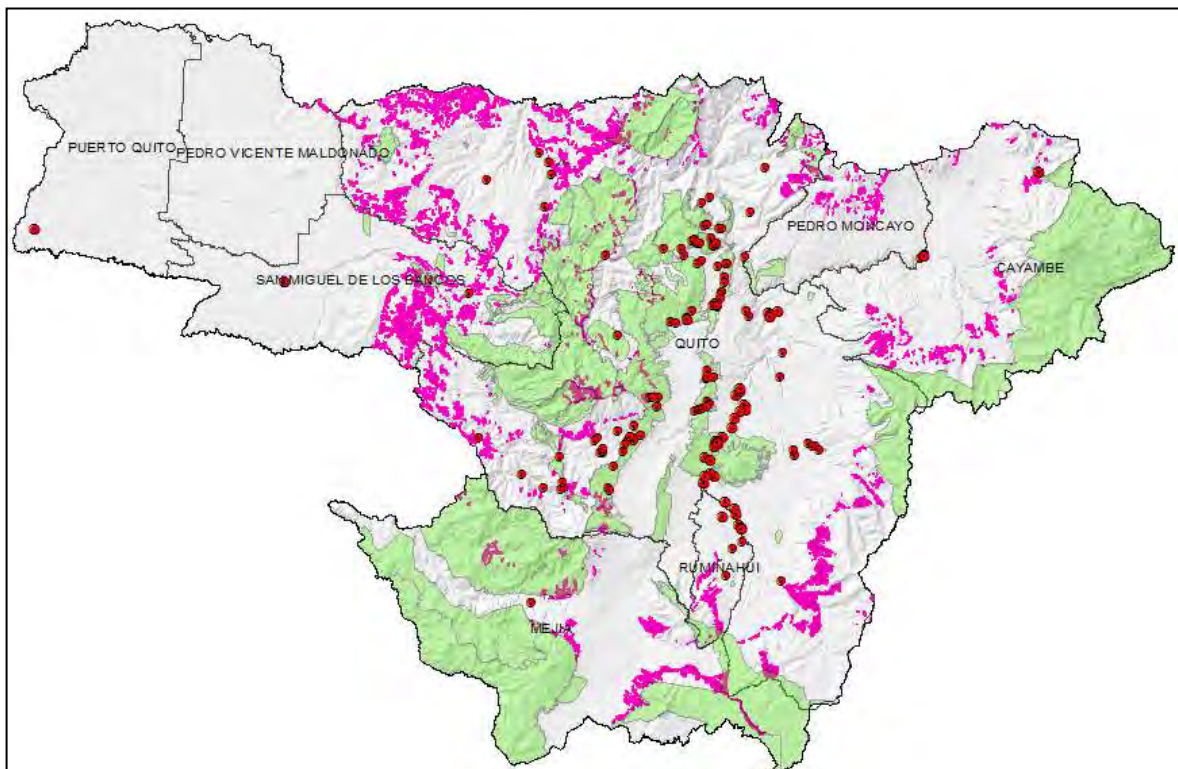 PUERTO QUITO
PEDRO VICENTE MALDONADO
PEDRO MONCAYO
CAYAMBE
SAN MIGUEL DE LOS BANCOS
QUITO
RUMIÑAHUI
MEJIA